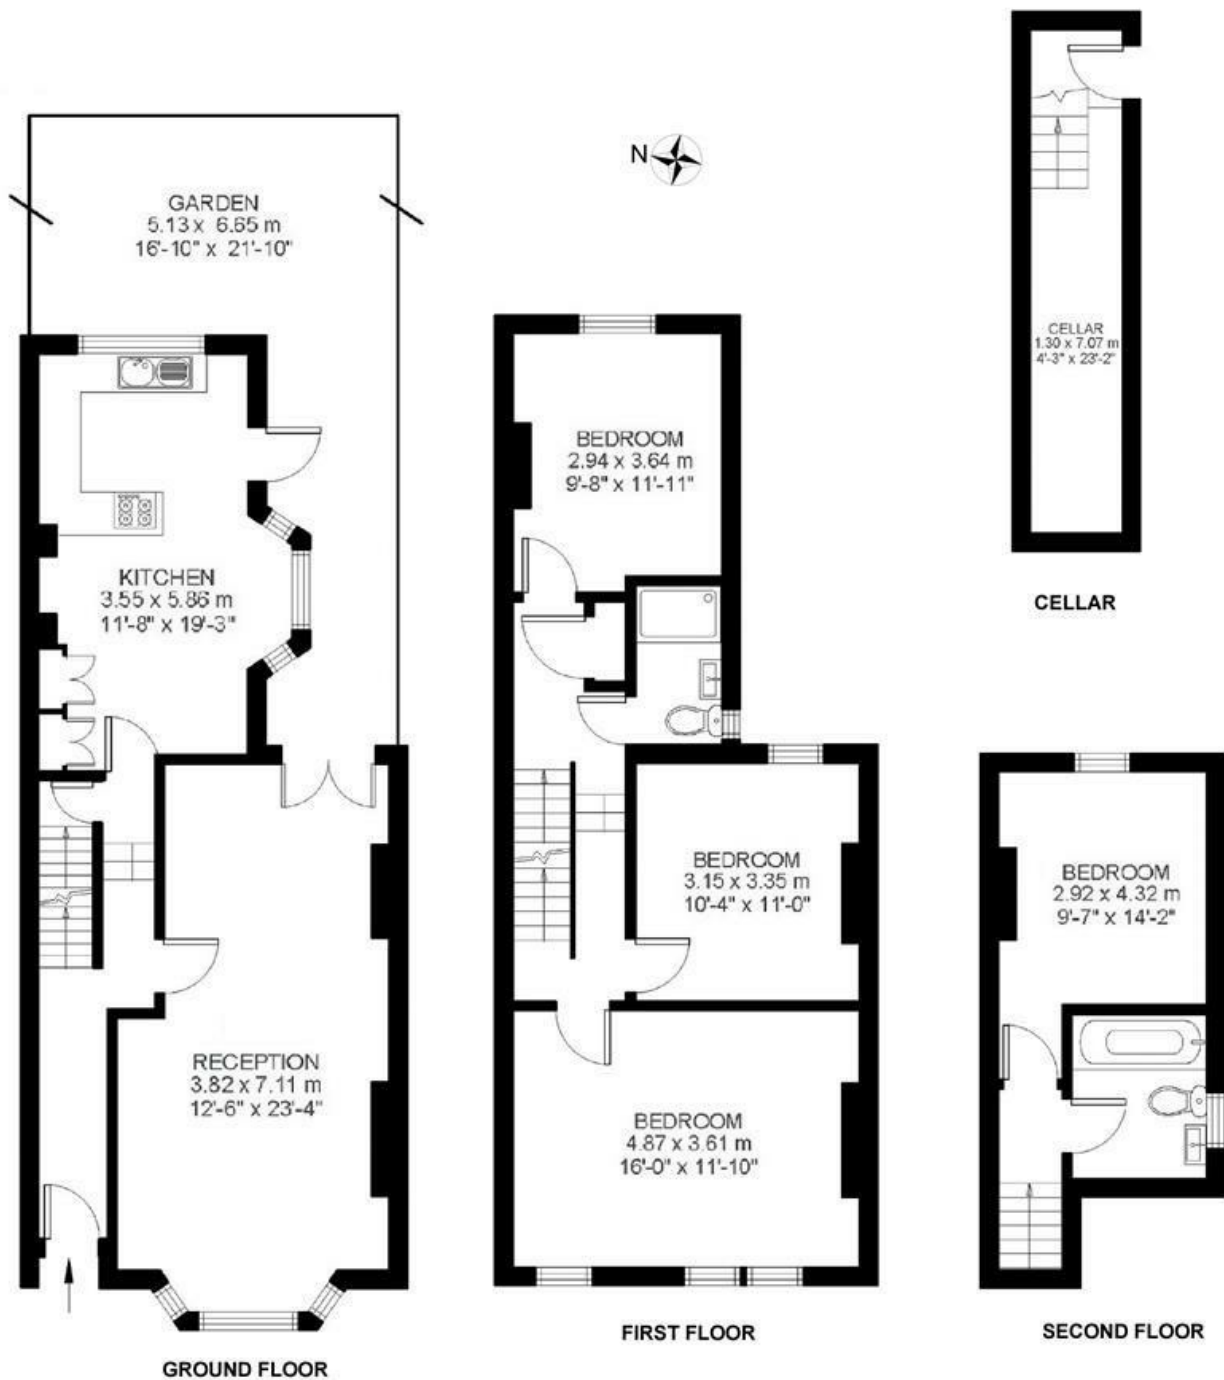 N
GARDEN
5.13 x 6.65 m
16'-10" x 21'-10"
KITCHEN
3.55 x 5.86 m
11'-8" x 19'-3"
RECEPTION
3.82 x 7.11 m
12'-6" x 23'-4"
GROUND FLOOR
BEDROOM
2.94 x 3.64 m
9'-8" x 11'-11"
BEDROOM
3.15 x 3.35 m
10'-4" x 11'-0"
BEDROOM
4.87 x 3.61 m
16'-0" x 11'-10"
FIRST FLOOR
CELLAR
1.30 x 7.07 m
4'-3" x 23'-2"
CELLAR
BEDROOM
2.92 x 4.32 m
9'-7" x 14'-2"
SECOND FLOOR